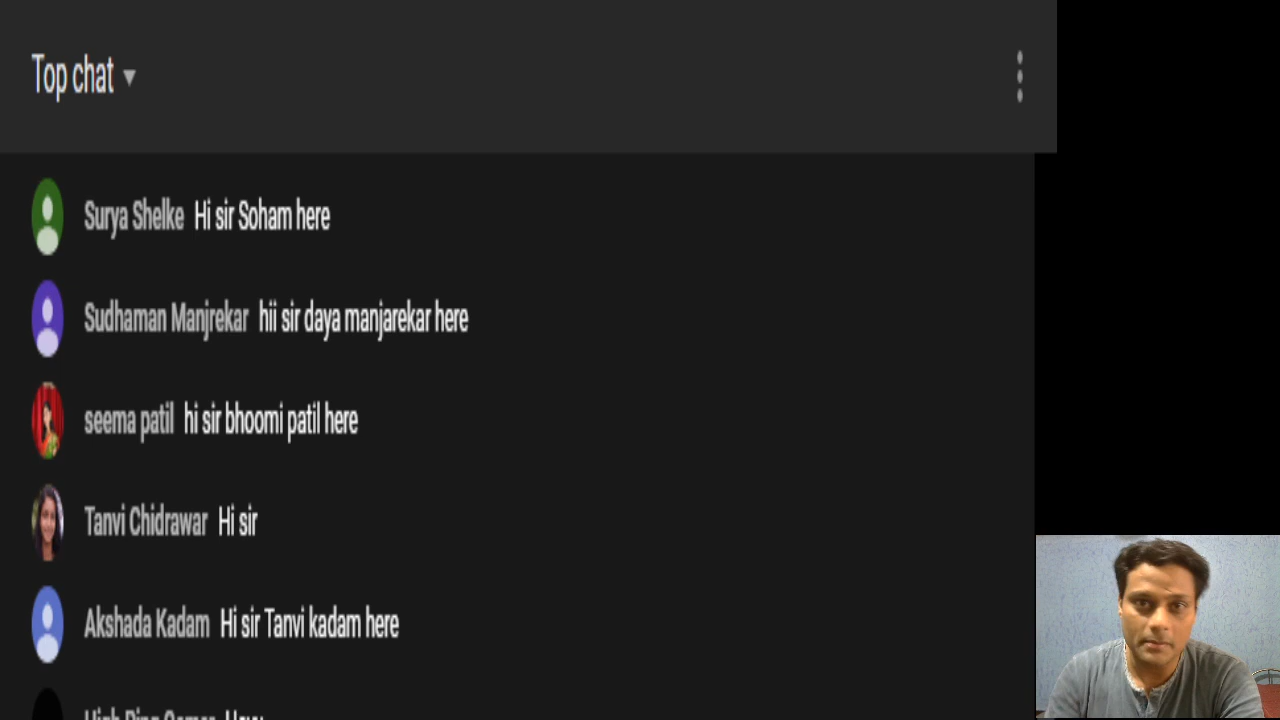 Top chat
Surya Shelke Hi sir Soham here
Sudhaman Manjrekar hii sir daya manjarekar here
seema patil hi sir bhoomi patil here
Tanvi Chidrawar Hi sir
Akshada Kadam Hi sir Tanvi kadam here